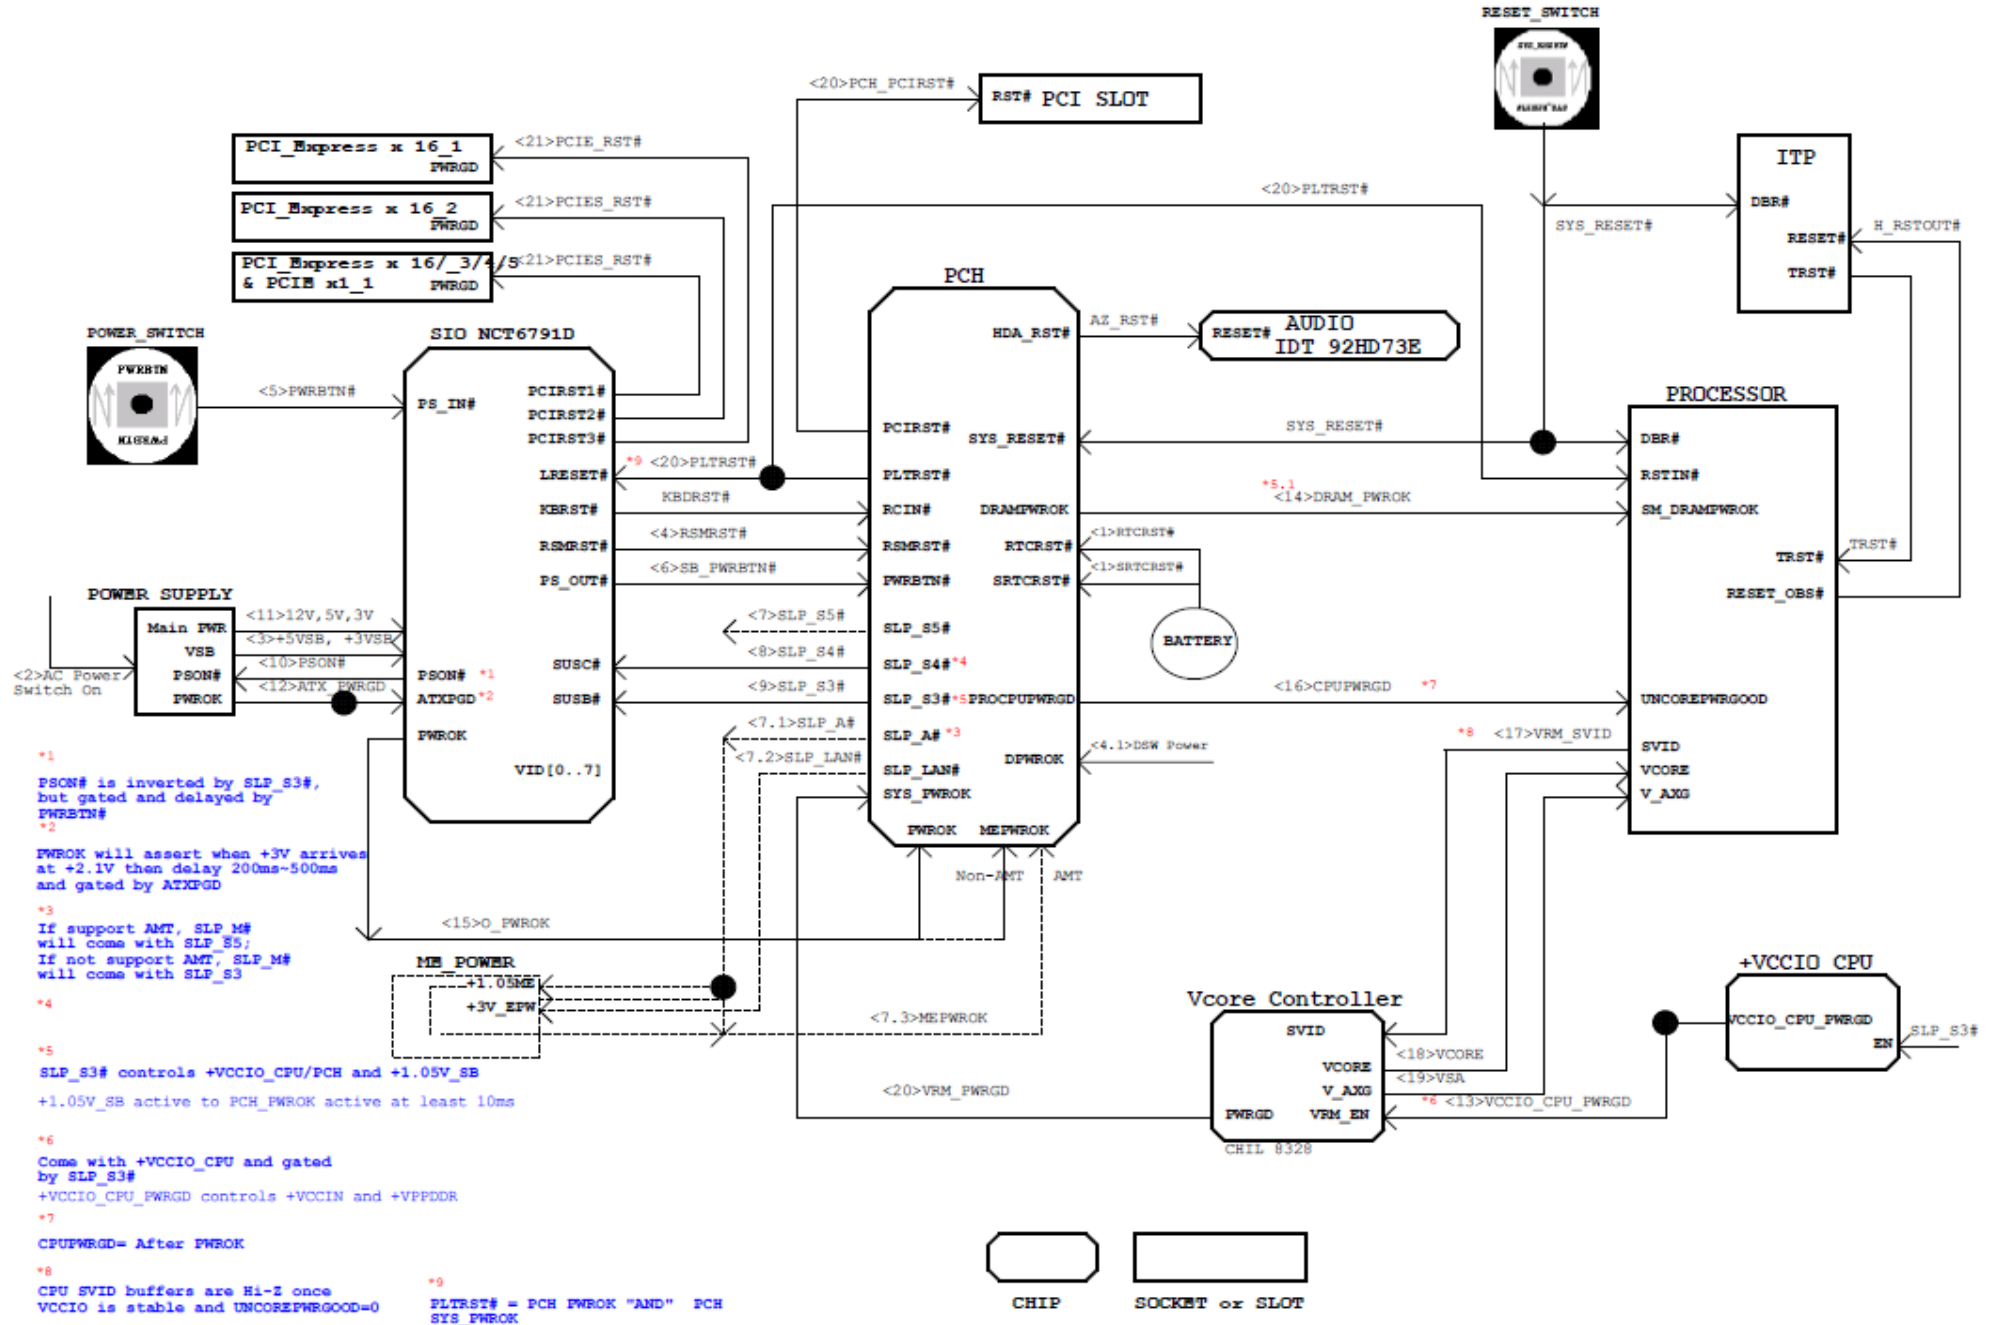 RESET_SWITCH
<20>PCH_PCIRST#
RST# PCI SLOT
PCI_Express x 16_1
PWRGD
<21>PCIE_RST#
PCI_Express x 16_2
PWRGD
<21>PCIES_RST#
PCI_Express x 16/_3/4/5
& PCIE x1_1
PWRGD
<21>PCIES_RST#
<20>PLTRST#
SYS_RESET#
ITP
DBR#
RESET#
TRST#
H_RSTOUT#
POWER_SWITCH
PWRBTN
PWRBTN
<5>PWRBTN#
SIO NCT6791D
PS_IN#
PCIRST1#
PCIRST2#
PCIRST3#
LRESET#
KBRST#
RSMRST#
PS_OUT#
SUSC#
SUSB#
VID[0..7]
PSON# *1
ATXPGD *2
PWROK
*9 <20>PLTRST#
KBDRST#
<4>RSMRST#
<6>SB_PWRBTN#
<7>SLP_S5#
<8>SLP_S4#
<9>SLP_S3#
<7.1>SLP_A#
<7.2>SLP_LAN#
PCH
HDA_RST#
PCIRST#
SYS_RESET#
PLTRST#
RCIN#
DRAMPWROK
RSMRST#
RTCRST#
PWRBTN#
SRTCRST#
SLP_S5#
SLP_S4# *4
SLP_S3# *5 PROCPUPWRGD
SLP_A# *3
SLP_LAN#
DPWROK
SYS_PWROK
PWROK
MEPWROK
AZ_RST#
RESET# AUDIO
IDT 92HD73E
SYS_RESET#
*5.1
<14>DRAM_PWROK
<1>RTCRST#
<1>SRTCRST#
BATTERY
<16>CPUPWRGD *7
<4.1>DSW Power
*8 <17>VRM_SVID
PROCESSOR
DBR#
RSTIN#
SM_DRAMPWROK
TRST#
RESET_OBS#
UNCOREPWRGOOD
SVID
VCORE
V_AXG
TRST#
POWER SUPPLY
Main PWR
VSB
PSON#
PWROK
<2>AC Power
Switch On
<11>12V,5V,3V
<3>+5VSB, +3VSB
<10>PSON#
<12>ATX_PWRGD
Non-AMT
AMT
<15>O_PWROK
ME_POWER
+1.05ME
+3V_EPW
<7.3>MEPWROK
<20>VRM_PWRGD
Vcore Controller
SVID
VCORE
V_AXG
PWRGD
VRM_EN
CHIL 8328
<18>VCORE
<19>VSA
*6 <13>VCCIO_CPU_PWRGD
+VCCIO CPU
VCCIO_CPU_PWRGD
EN
SLP_S3#
*1
PSON# is inverted by SLP_S3#,
but gated and delayed by
PWRBTN#
*2
PWROK will assert when +3V arrives
at +2.1V then delay 200ms~500ms
and gated by ATXPGD
*3
If support AMT, SLP_M#
will come with SLP_S5;
If not support AMT, SLP_M#
will come with SLP_S3
*4
*5
SLP_S3# controls +VCCIO_CPU/PCH and +1.05V_SB
+1.05V_SB active to PCH_PWROK active at least 10ms
*6
Come with +VCCIO_CPU and gated
by SLP_S3#
+VCCIO_CPU_PWRGD controls +VCCIN and +VPPDDR
*7
CPUPWRGD= After PWROK
*8
CPU SVID buffers are Hi-Z once
VCCIO is stable and UNCOREPWRGOOD=0
*9
PLTRST# = PCH PWROK "AND" PCH
SYS_PWROK
CHIP
SOCKET or SLOT